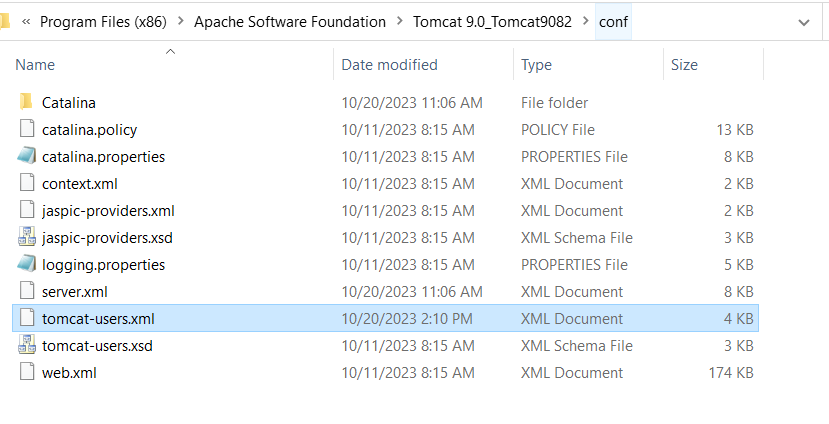 « Program Files (x86) > Apache Software Foundation > Tomcat 9.0_Tomcat9082 > conf
Name Date modified Type Size
Catalina 10/20/2023 11:06 AM File folder
catalina.policy 10/11/2023 8:15 AM POLICY File 13 KB
catalina.properties 10/11/2023 8:15 AM PROPERTIES File 8 KB
context.xml 10/11/2023 8:15 AM XML Document 2 KB
jaspic-providers.xml 10/11/2023 8:15 AM XML Document 2 KB
jaspic-providers.xsd 10/11/2023 8:15 AM XML Schema File 3 KB
logging.properties 10/11/2023 8:15 AM PROPERTIES File 5 KB
server.xml 10/20/2023 11:06 AM XML Document 8 KB
tomcat-users.xml 10/20/2023 2:10 PM XML Document 4 KB
tomcat-users.xsd 10/11/2023 8:15 AM XML Schema File 3 KB
web.xml 10/11/2023 8:15 AM XML Document 174 KB